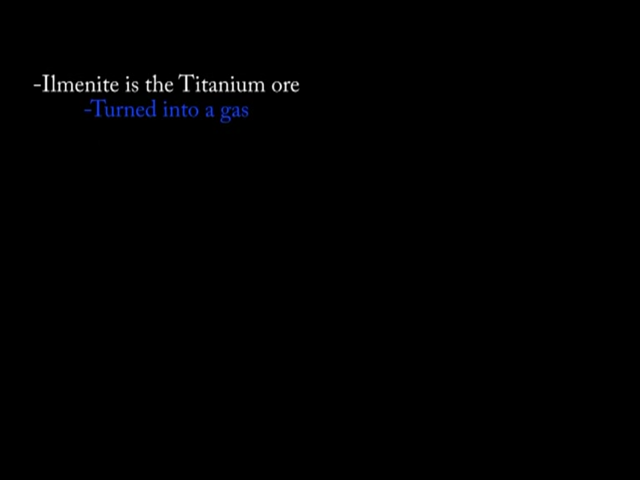 -Ilmenite is the Titanium ore
-Turned into a gas